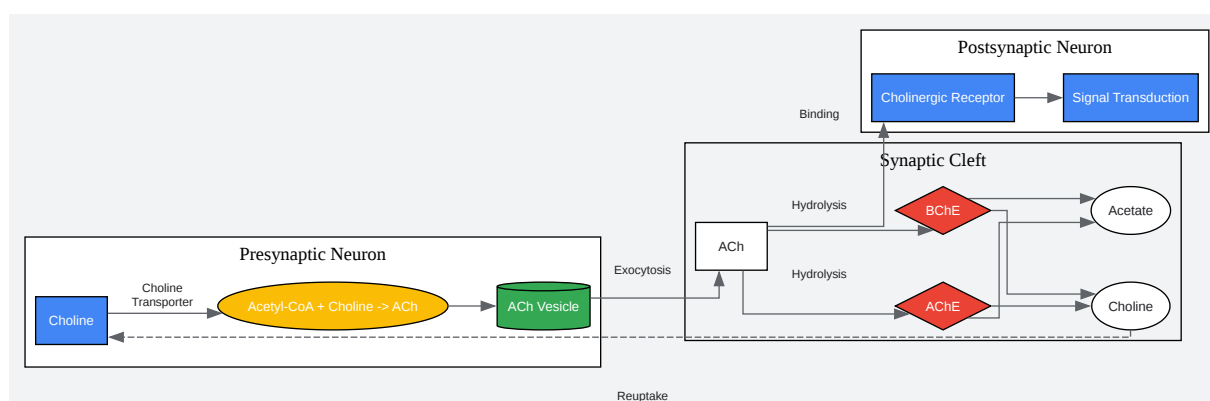 Postsynaptic Neuron
Cholinergic Receptor
Signal Transduction
Binding
Synaptic Cleft
Hydrolysis
BChE
Acetate
ACh
Presynaptic Neuron
Exocytosis
Hydrolysis
Choline
Transporter
Choline
Acetyl-CoA + Choline -> ACh
ACh Vesicle
AChE
Choline
Reuptake